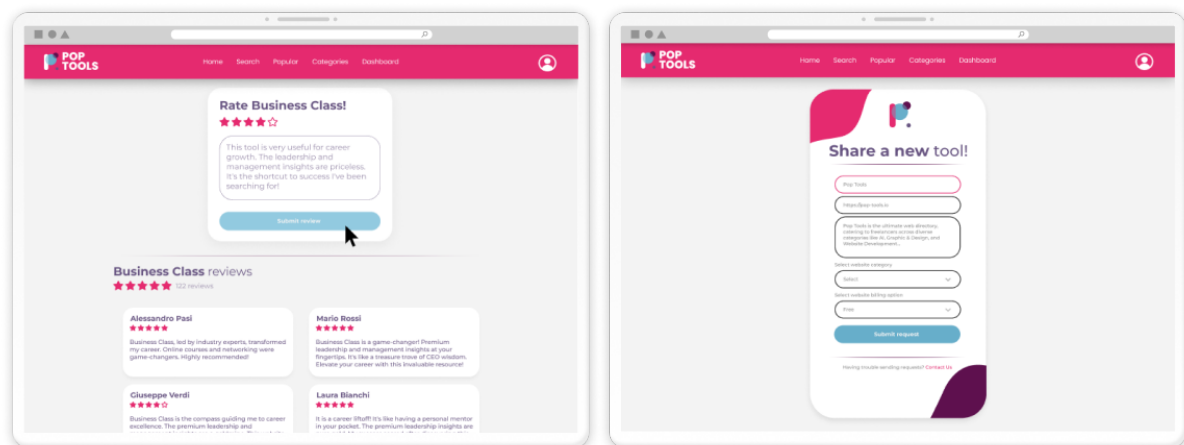 POP
TOOLS
Home Search Popular Categories Dashboard
Rate Business Class!
This tool is very useful for career
growth. The leadership and
management insights are priceless.
It's the shortcut to success I've been
searching for!
Submit review
Business Class reviews
122 reviews
Alessandro Pasi
Business Class, led by industry experts, transformed
my career. Online courses and networking were
game-changers. Highly recommended!
Mario Rossi
Business Class is a game-changer! Premium
leadership and management insights at your
fingertips. It's like a treasure trove of CEO wisdom.
Elevate your career with this invaluable resource!
Giuseppe Verdi
Business Class is the compass guiding me to career
excellence. The premium leadership and
Laura Bianchi
It is a career liftoff! It's like having a personal mentor
in your pocket. The premium leadership insights are
POP
TOOLS
Home Search Popular Categories Dashboard
Share a new tool!
Pop Tools
https://pop-tools.io
Pop Tools is the ultimate web directory,
catering to freelancers across diverse
categories like AI, Graphic & Design, and
Website Development...
Select website category
Select
Select website billing option
Free
Submit request
Having trouble sending requests? Contact Us